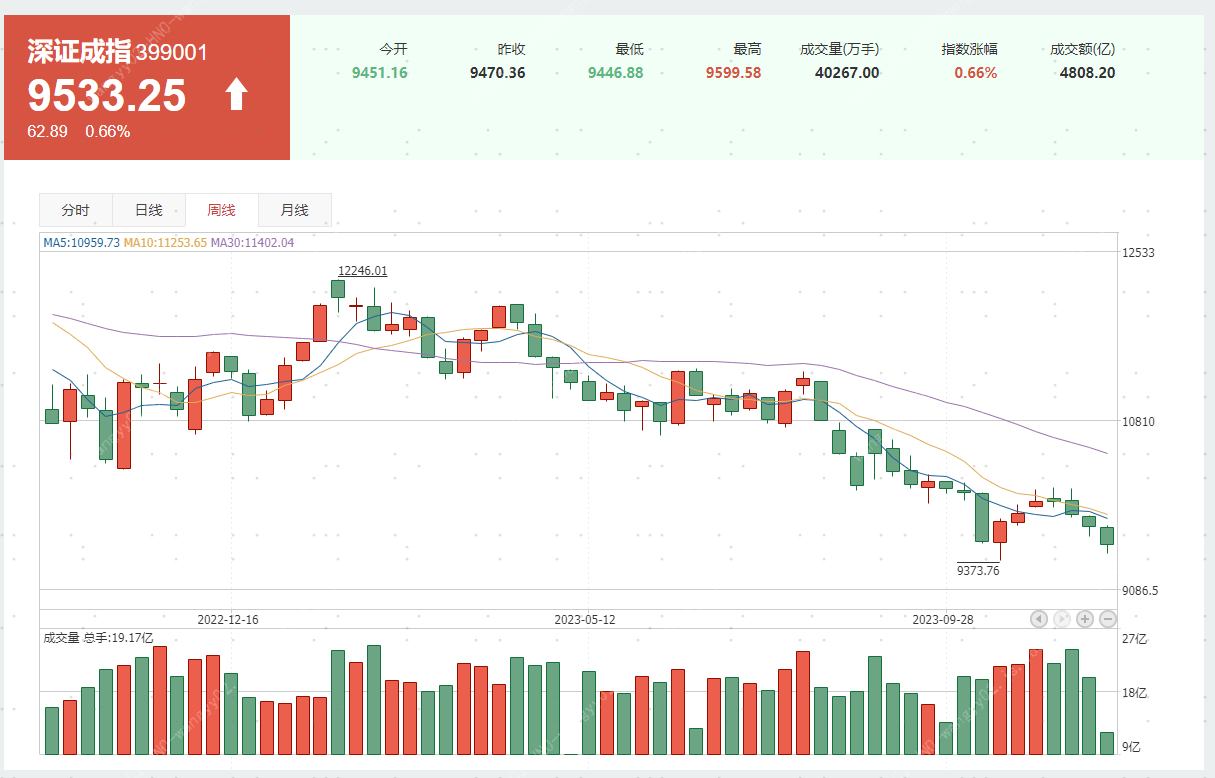 深证成指 399001
9533.25
62.89 0.66%
今开 昨收 最低 最高 成交量(万手) 指数涨幅 成交额(亿)
9451.16 9470.36 9446.88 9599.58 40267.00 0.66% 4808.20
分时 日线 周线 月线
MA5:10959.73 MA10:11253.65 MA30:11402.04
12533
12246.01
10810
9373.76
9086.5
2022-12-16 2023-05-12 2023-09-28
成交量 总手:19.17亿
27亿
18亿
9亿